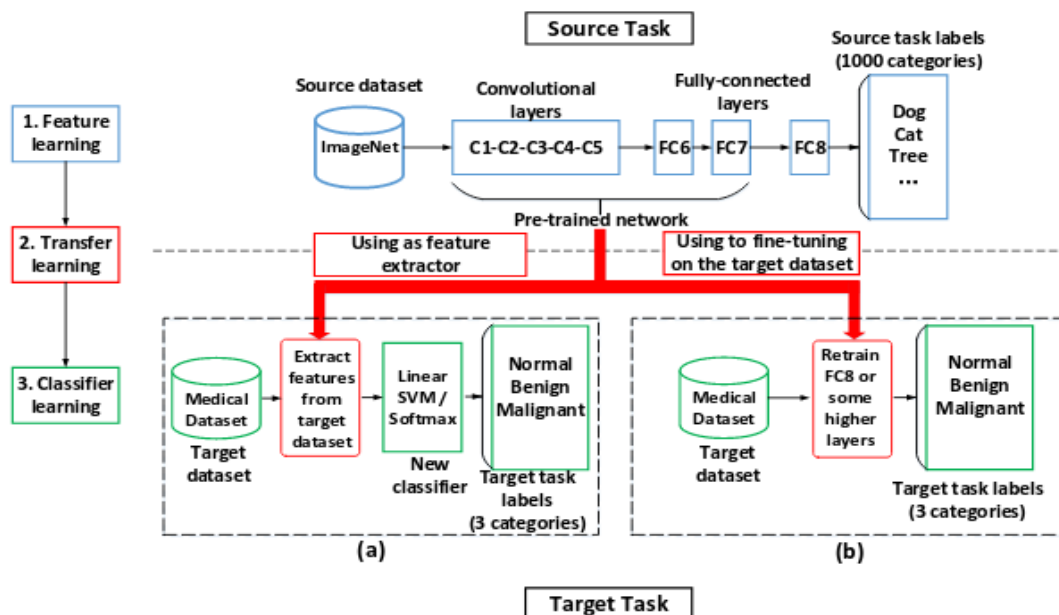 Source Task
Source task labels
(1000 categories)
Source dataset
Convolutional
layers
Fully-connected
layers
1. Feature
learning
ImageNet
C1-C2-C3-C4-C5
FC6
FC7
FC8
Dog
Cat
Tree
...
Pre-trained network
2. Transfer
learning
Using as feature
extractor
Using to fine-tuning
on the target dataset
3. Classifier
learning
Medical
Dataset
Target
dataset
Extract
features
from
target
dataset
Linear
SVM /
Softmax
New
classifier
Normal
Benign
Malignant
Target task
labels
(3 categories)
(a)
Medical
Dataset
Target
dataset
Retrain
FC8 or
some
higher
layers
Normal
Benign
Malignant
Target task labels
(3 categories)
(b)
Target Task